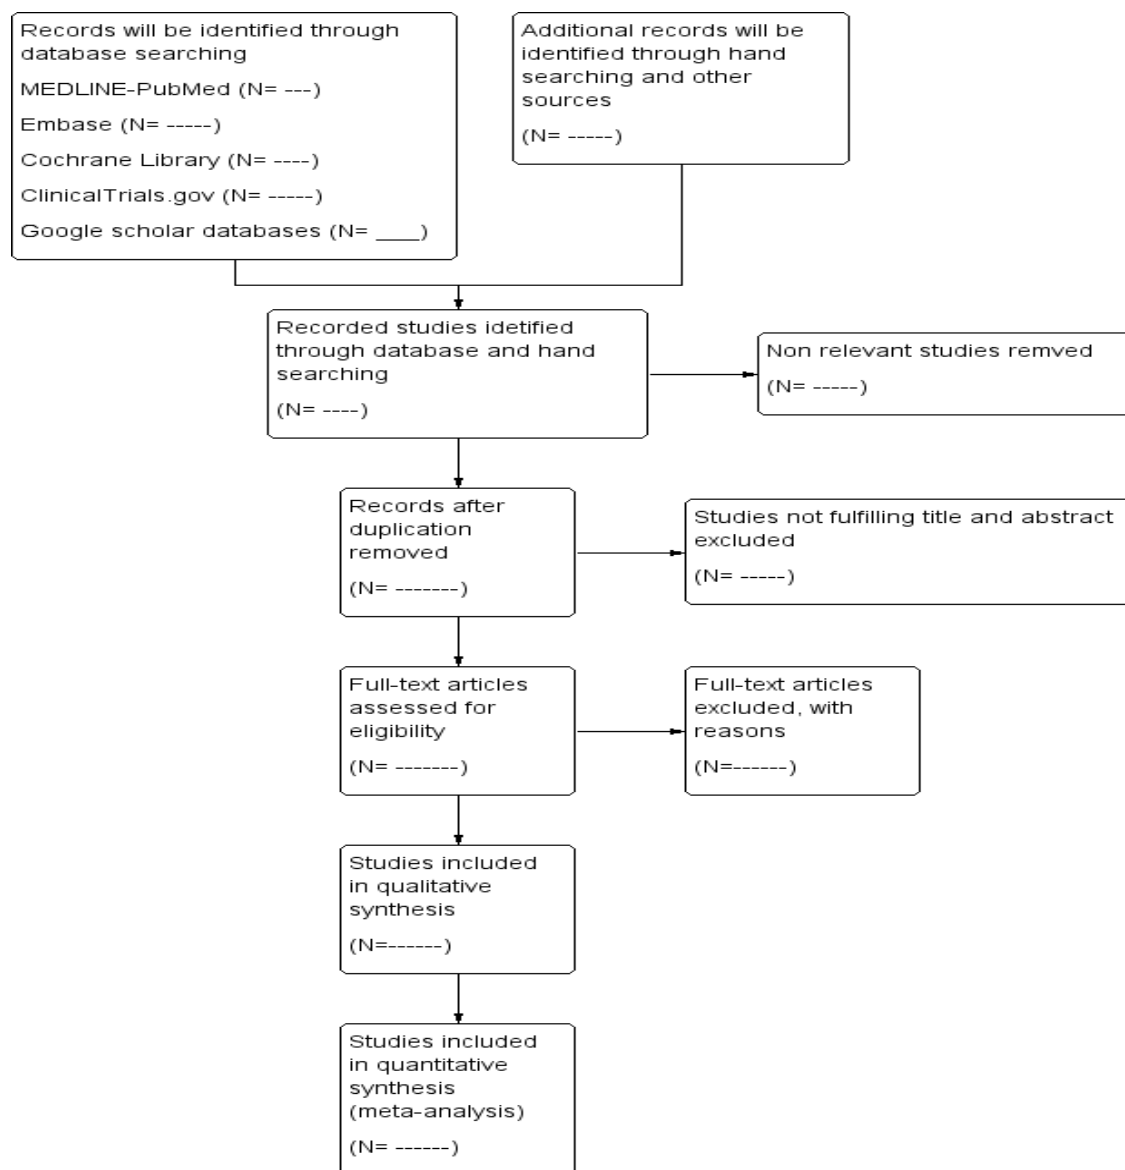 Records will be identified through
database searching
MEDLINE-PubMed (N= ---)
Embase (N= -----)
Cochrane Library (N= ----)
ClinicalTrials.gov (N= -----)
Google scholar databases (N= ____)
Additional records will be
identified through hand
searching and other
sources
(N= -----)
Recorded studies idetified
through database and hand
searching
(N= ----)
Non relevant studies remved
(N= -----)
Records after
duplication
removed
(N= -------)
Studies not fulfilling title and abstract
excluded
(N= -----)
Full-text articles
assessed for
eligibility
(N= -------)
Full-text articles
excluded, with
reasons
(N=------)
Studies included
in qualitative
synthesis
(N=------)
Studies included
in quantitative
synthesis
(meta-analysis)
(N= ------)